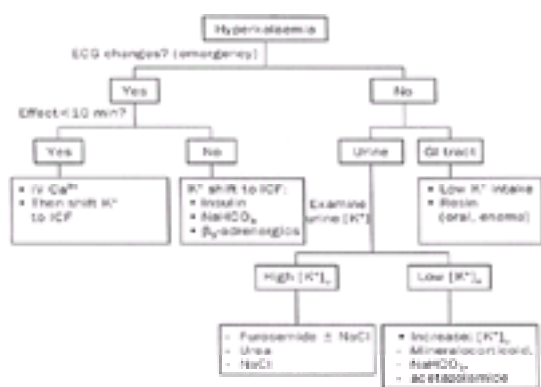 Hyperkalaemia
ECG changes? (emergency)
Yes
No
Effect <10 min?
Yes
No
Urine
GI tract
• IV Ca²⁺
• Then shift K⁺
to ICF
K⁺ shift to ICF:
• Insulin
• NaHCO₃
• β₂-adrenergics
Examine
urine [K⁺]
• Low K⁺ intake
• Resin
(oral, enema)
High [K⁺]ᵤ
Low [K⁺]ᵤ
- Furosemide ± NaCl
- Urea
- NaCl
• Increase: [K⁺]ᵤ
- Mineralocorticoid,
- NaHCO₃,
- acetazolamide